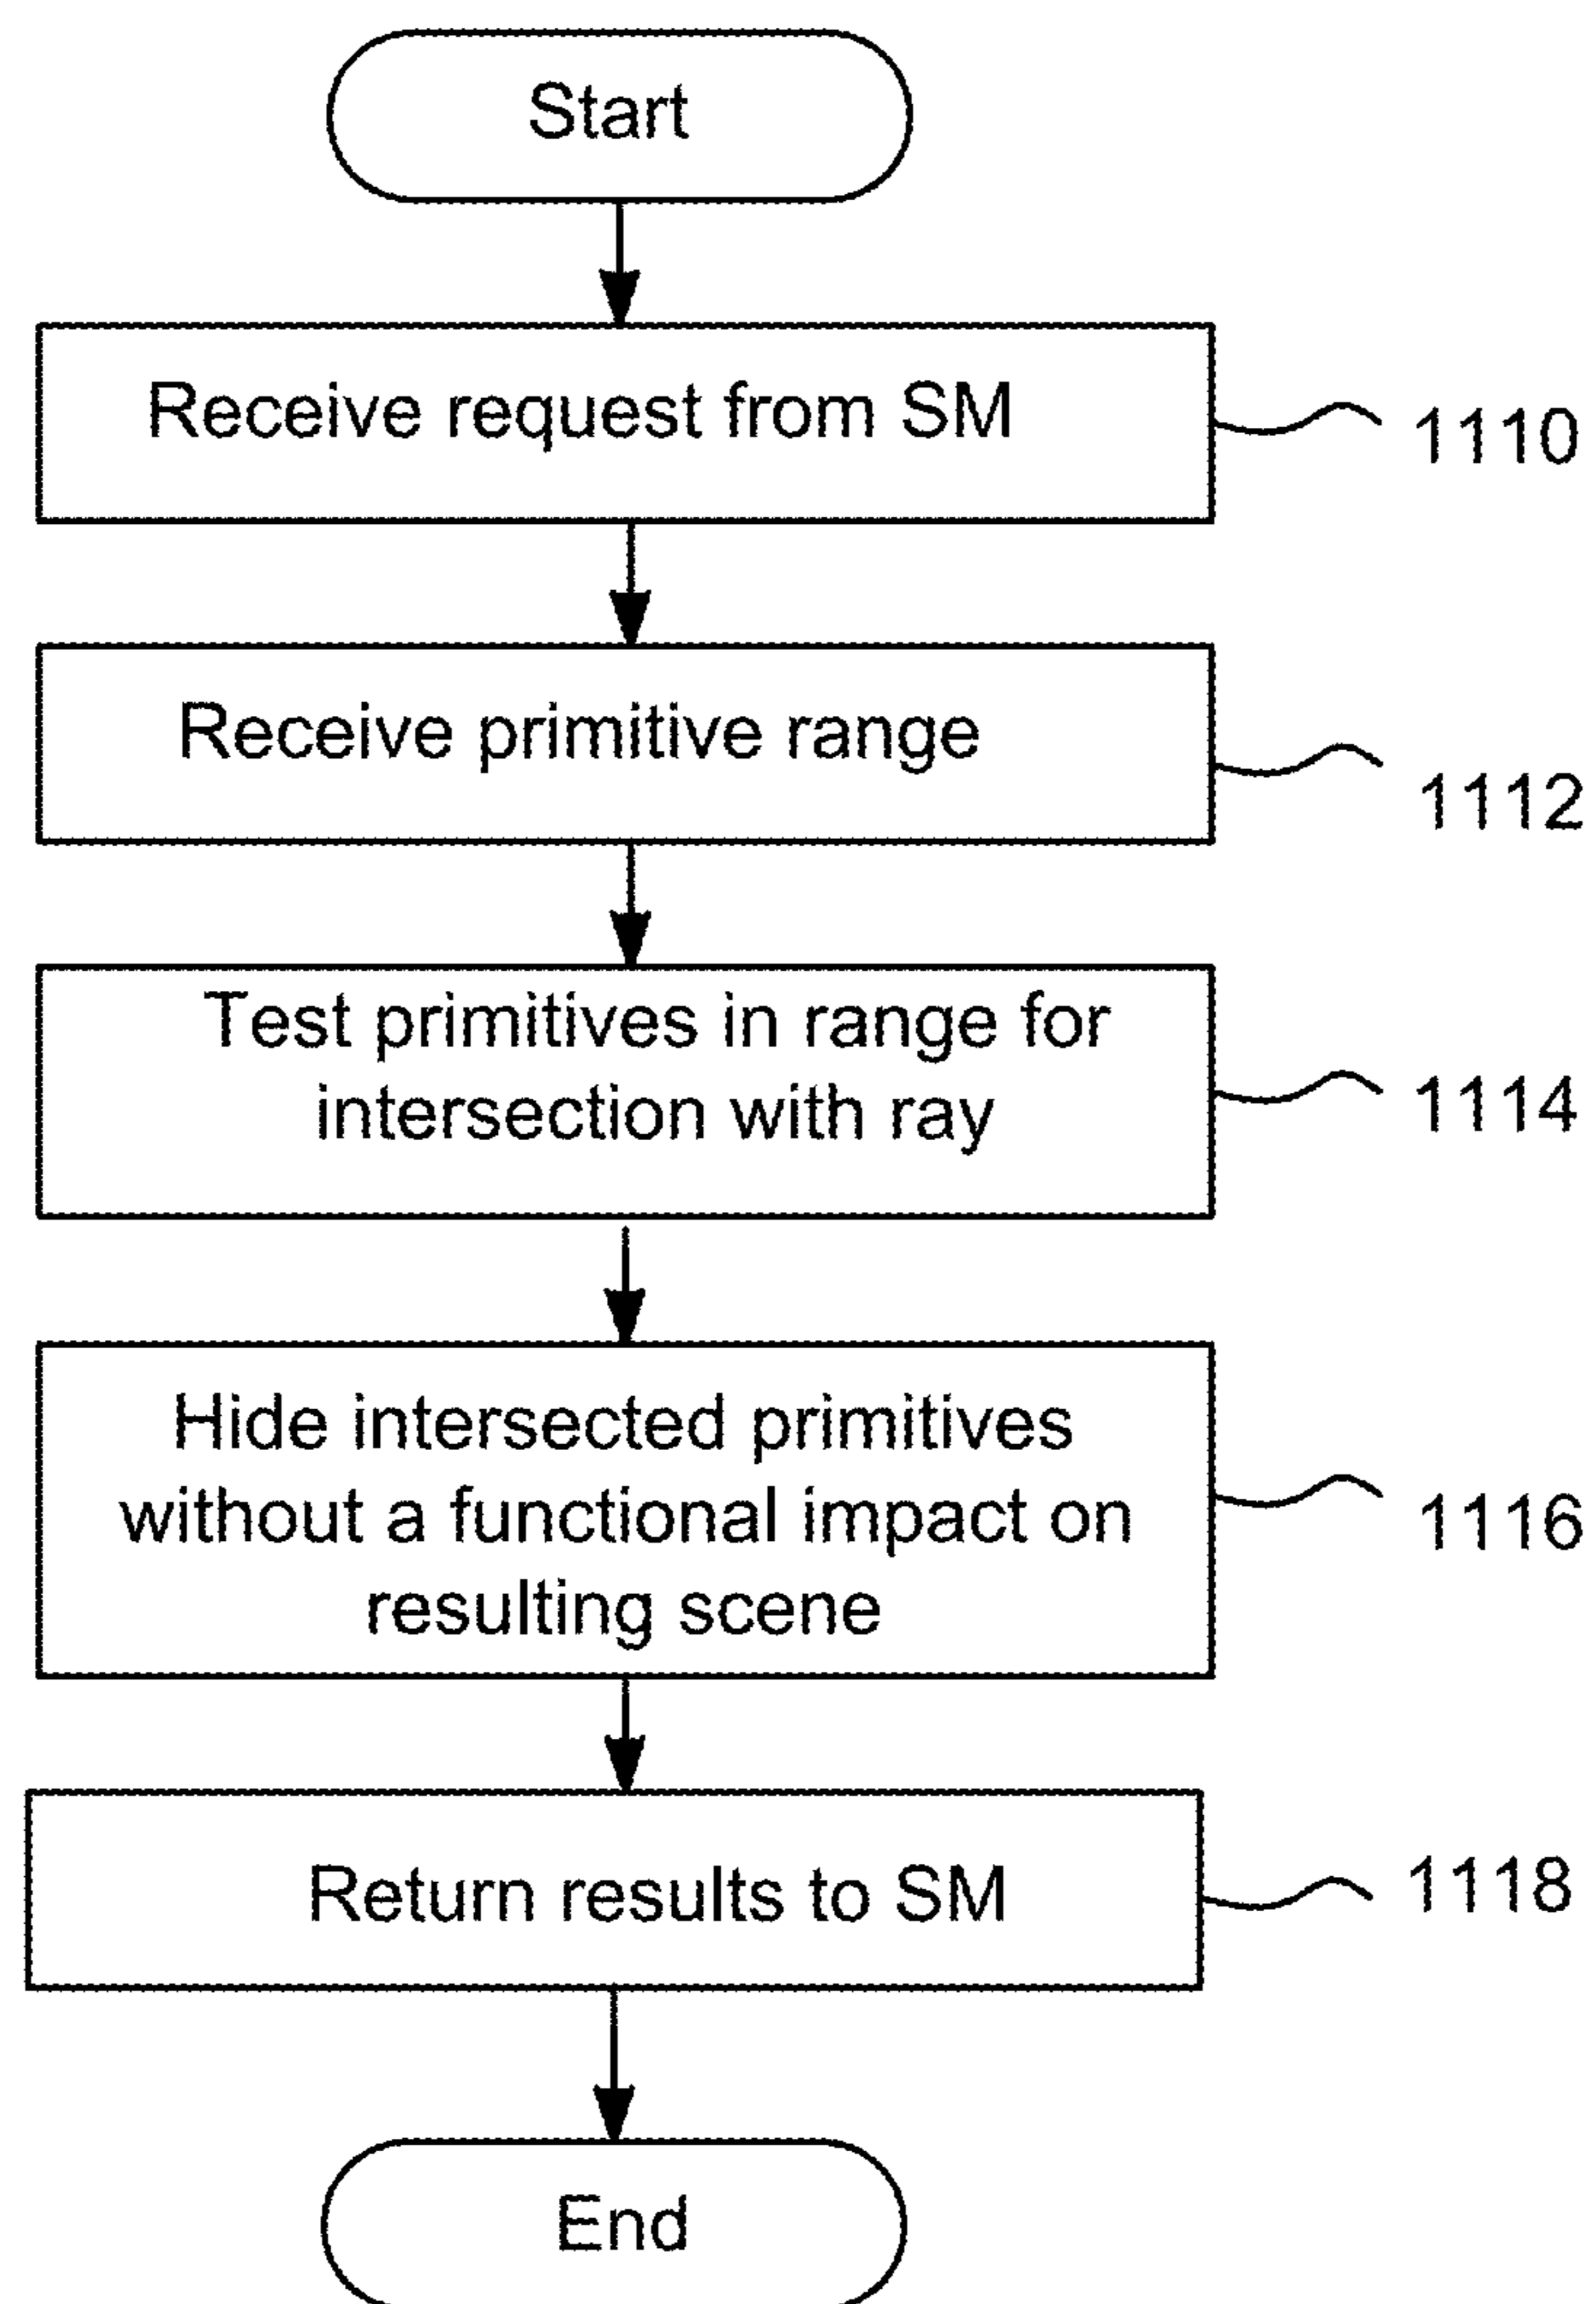 Start
Receive request from SM
1110
Receive primitive range
1112
Test primitives in range for
intersection with ray
1114
Hide intersected primitives
without a functional impact on
resulting scene
1116
Return results to SM
1118
End